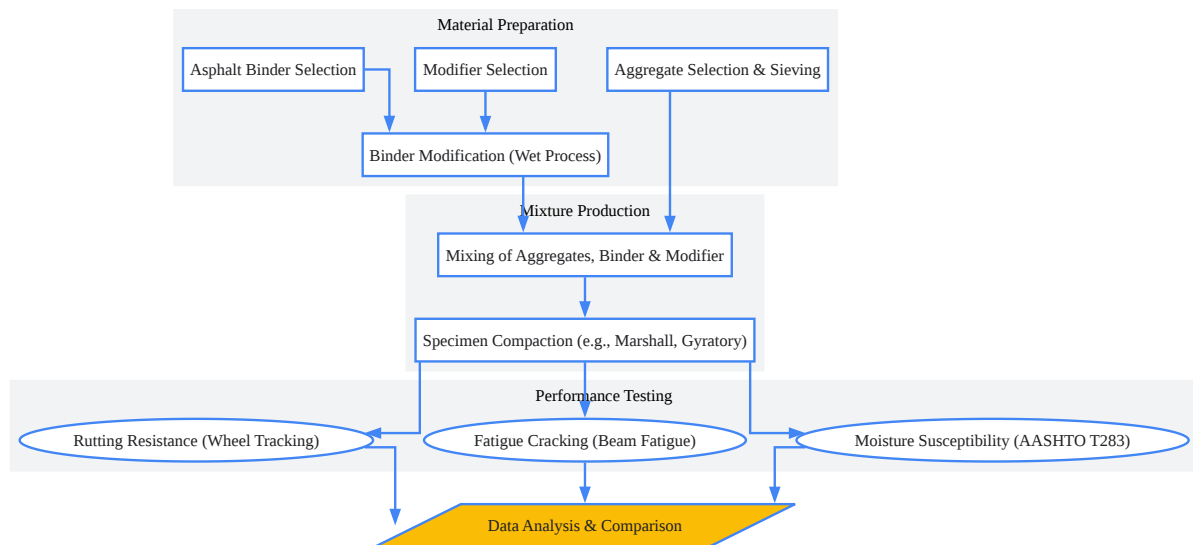 Material Preparation
Asphalt Binder Selection
Modifier Selection
Aggregate Selection & Sieving
Binder Modification (Wet Process)
Mixture Production
Mixing of Aggregates, Binder & Modifier
Specimen Compaction (e.g., Marshall, Gyratory)
Performance Testing
Rutting Resistance (Wheel Tracking)
Fatigue Cracking (Beam Fatigue)
Moisture Susceptibility (AASHTO T283)
Data Analysis & Comparison